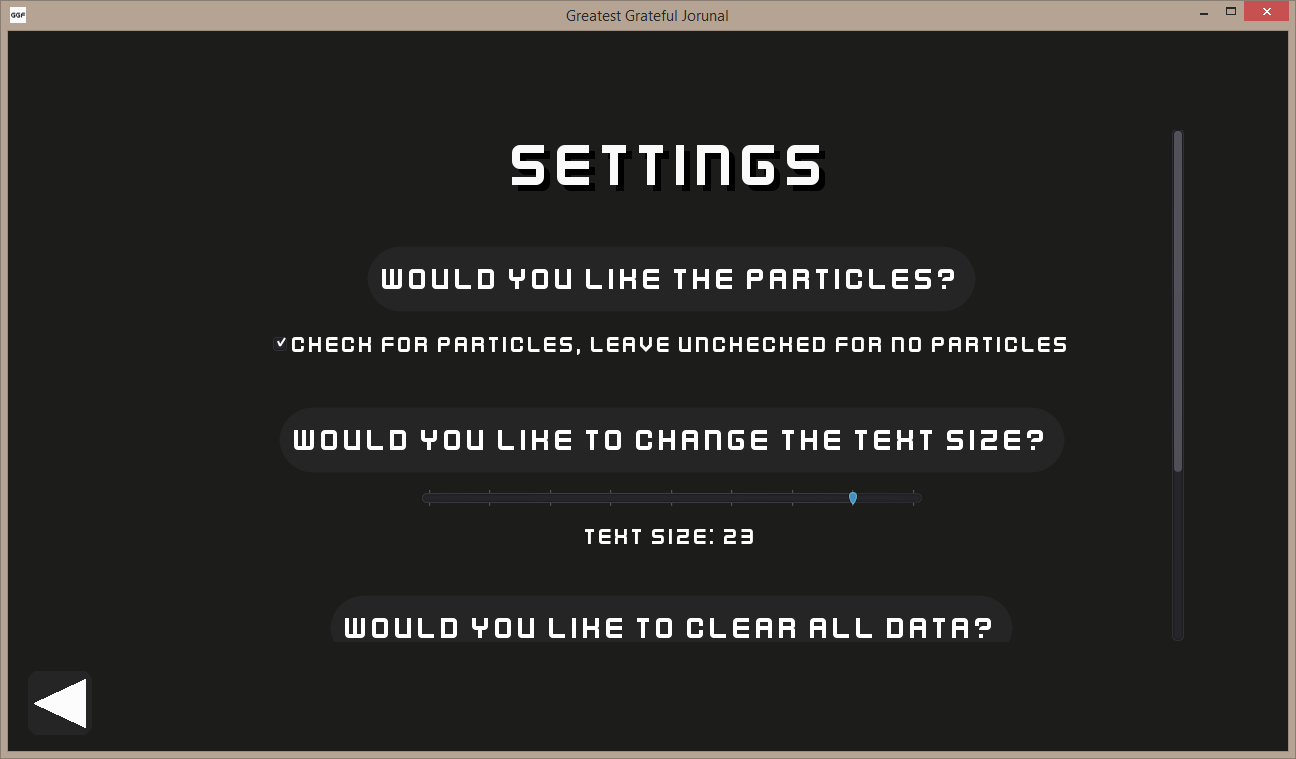 GGF
Greatest Grateful Jorunal
SETTINGS
WOULD YOU LIKE THE PARTICLES?
CHECK FOR PARTICLES, LEAVE UNCHECKED FOR NO PARTICLES
WOULD YOU LIKE TO CHANGE THE TEXT SIZE?
TEXT SIZE: 23
WOULD YOU LIKE TO CLEAR ALL DATA?